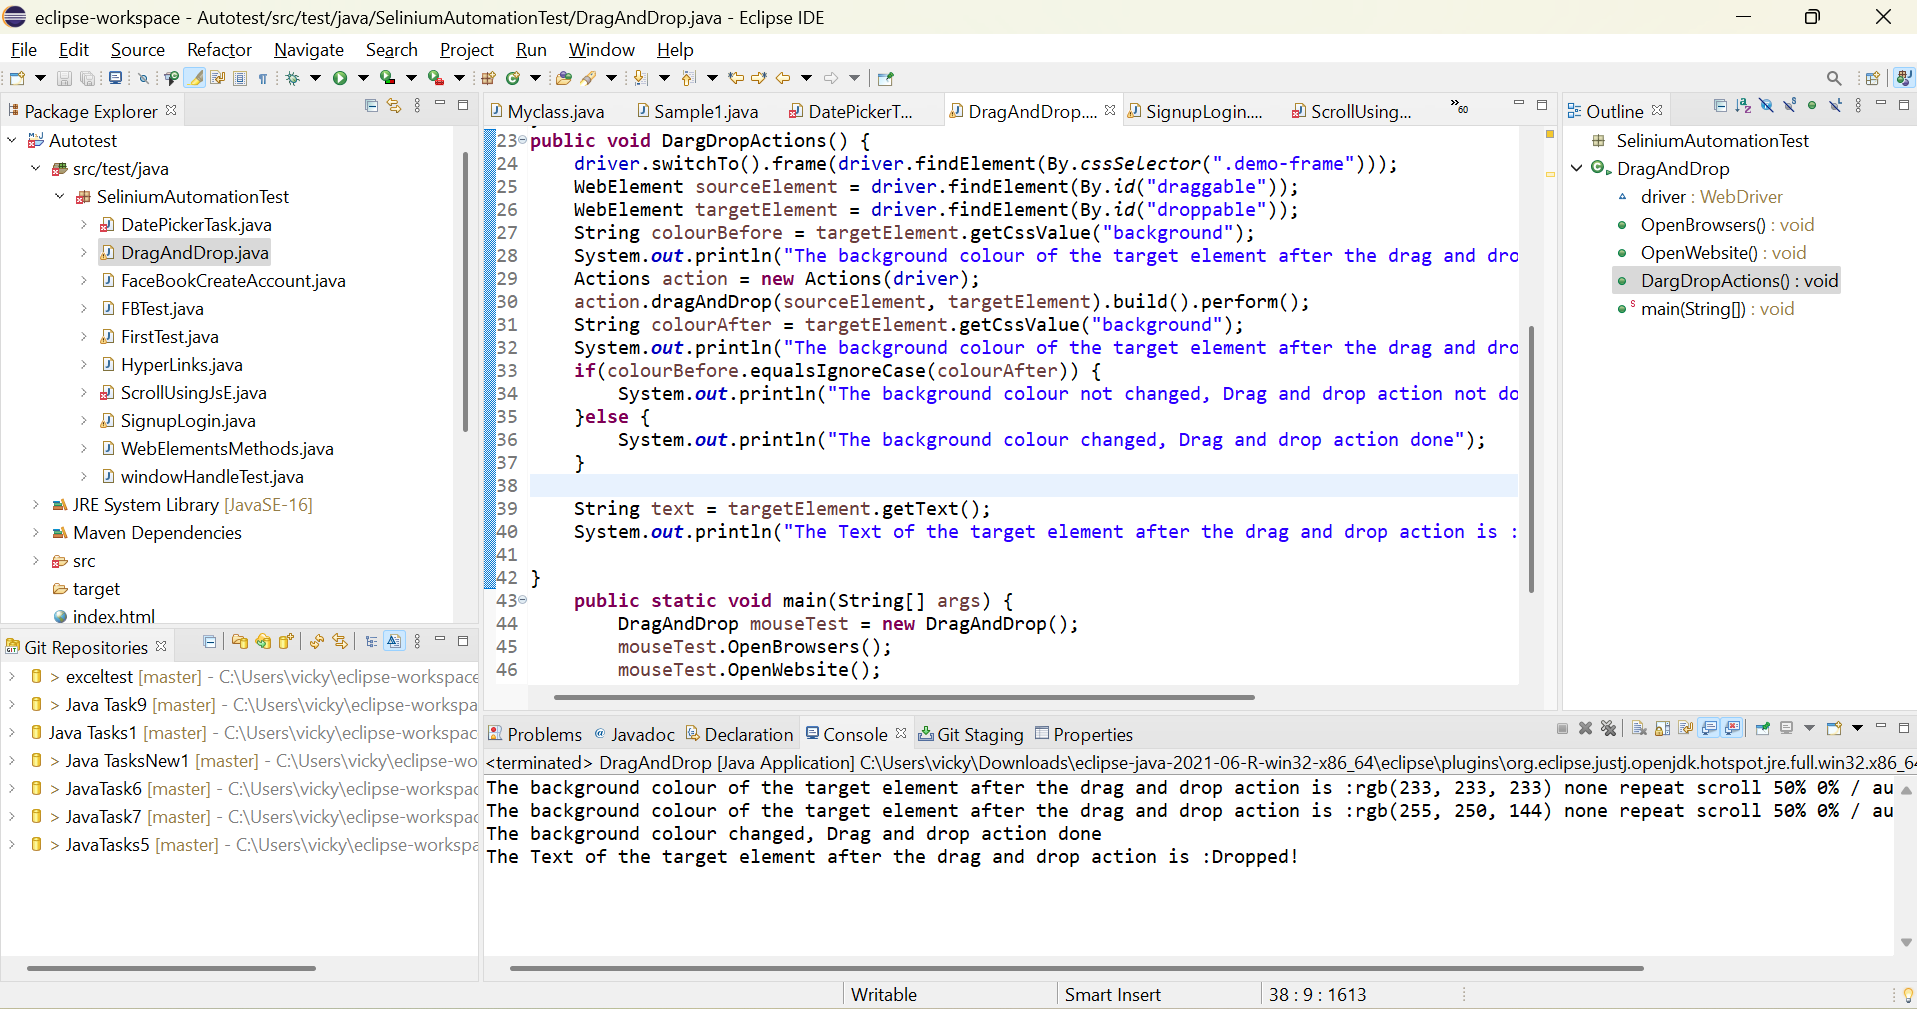 eclipse-workspace - Autotest/src/test/java/SeliniumAutomationTest/DragAndDrop.java - Eclipse IDE
File Edit Source Refactor Navigate Search Project Run Window Help
Package Explorer
Autotest
src/test/java
SeliniumAutomationTest
DatePickerTask.java
DragAndDrop.java
FaceBookCreateAccount.java
FBTest.java
FirstTest.java
HyperLinks.java
ScrollUsingJsE.java
SignupLogin.java
WebElementsMethods.java
windowHandleTest.java
JRE System Library [JavaSE-16]
Maven Dependencies
src
target
index.html
Git Repositories
> exceltest [master] - C:\Users\vicky\eclipse-workspace
> Java Task9 [master] - C:\Users\vicky\eclipse-workspa
Java Tasks1 [master] - C:\Users\vicky\eclipse-workspac
> Java TasksNew1 [master] - C:\Users\vicky\eclipse-wo
> JavaTask6 [master] - C:\Users\vicky\eclipse-workspac
> JavaTask7 [master] - C:\Users\vicky\eclipse-workspac
> JavaTasks5 [master] - C:\Users\vicky\eclipse-workspa
Myclass.java Sample1.java DatePickerT... DragAndDrop.... SignupLogin.... ScrollUsing... »60
23 public void DargDropActions() {
24 driver.switchTo().frame(driver.findElement(By.cssSelector(".demo-frame")));
25 WebElement sourceElement = driver.findElement(By.id("draggable"));
26 WebElement targetElement = driver.findElement(By.id("droppable"));
27 String colourBefore = targetElement.getCssValue("background");
28 System.out.println("The background colour of the target element after the drag and dro
29 Actions action = new Actions(driver);
30 action.dragAndDrop(sourceElement, targetElement).build().perform();
31 String colourAfter = targetElement.getCssValue("background");
32 System.out.println("The background colour of the target element after the drag and dro
33 if(colourBefore.equalsIgnoreCase(colourAfter)) {
34 System.out.println("The background colour not changed, Drag and drop action not do
35 }else {
36 System.out.println("The background colour changed, Drag and drop action done");
37 }
38
39 String text = targetElement.getText();
40 System.out.println("The Text of the target element after the drag and drop action is :
41
42 }
43 public static void main(String[] args) {
44 DragAndDrop mouseTest = new DragAndDrop();
45 mouseTest.OpenBrowsers();
46 mouseTest.OpenWebsite();
Outline
SeliniumAutomationTest
DragAndDrop
driver : WebDriver
OpenBrowsers() : void
OpenWebsite() : void
DargDropActions() : void
main(String[]) : void
Problems Javadoc Declaration Console Git Staging Properties
<terminated> DragAndDrop [Java Application] C:\Users\vicky\Downloads\eclipse-java-2021-06-R-win32-x86_64\eclipse\plugins\org.eclipse.justj.openjdk.hotspot.jre.full.win32.x86_64
The background colour of the target element after the drag and drop action is :rgb(233, 233, 233) none repeat scroll 50% 0% / au
The background colour of the target element after the drag and drop action is :rgb(255, 250, 144) none repeat scroll 50% 0% / au
The background colour changed, Drag and drop action done
The Text of the target element after the drag and drop action is :Dropped!
Writable Smart Insert 38 : 9 : 1613